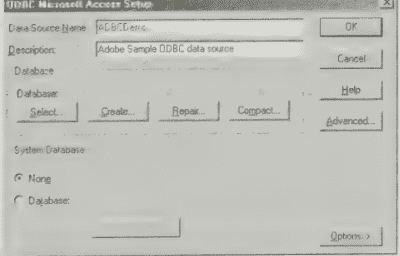 ODBC Microsoft Access Setup
Data Source Name
ADBCDemo
OK
Description:
Adobe Sample ODBC data source
Cancel
Database
Database:
Help
Select...
Create...
Repair...
Compact...
Advanced...
System Database
None
Database:
Options>>